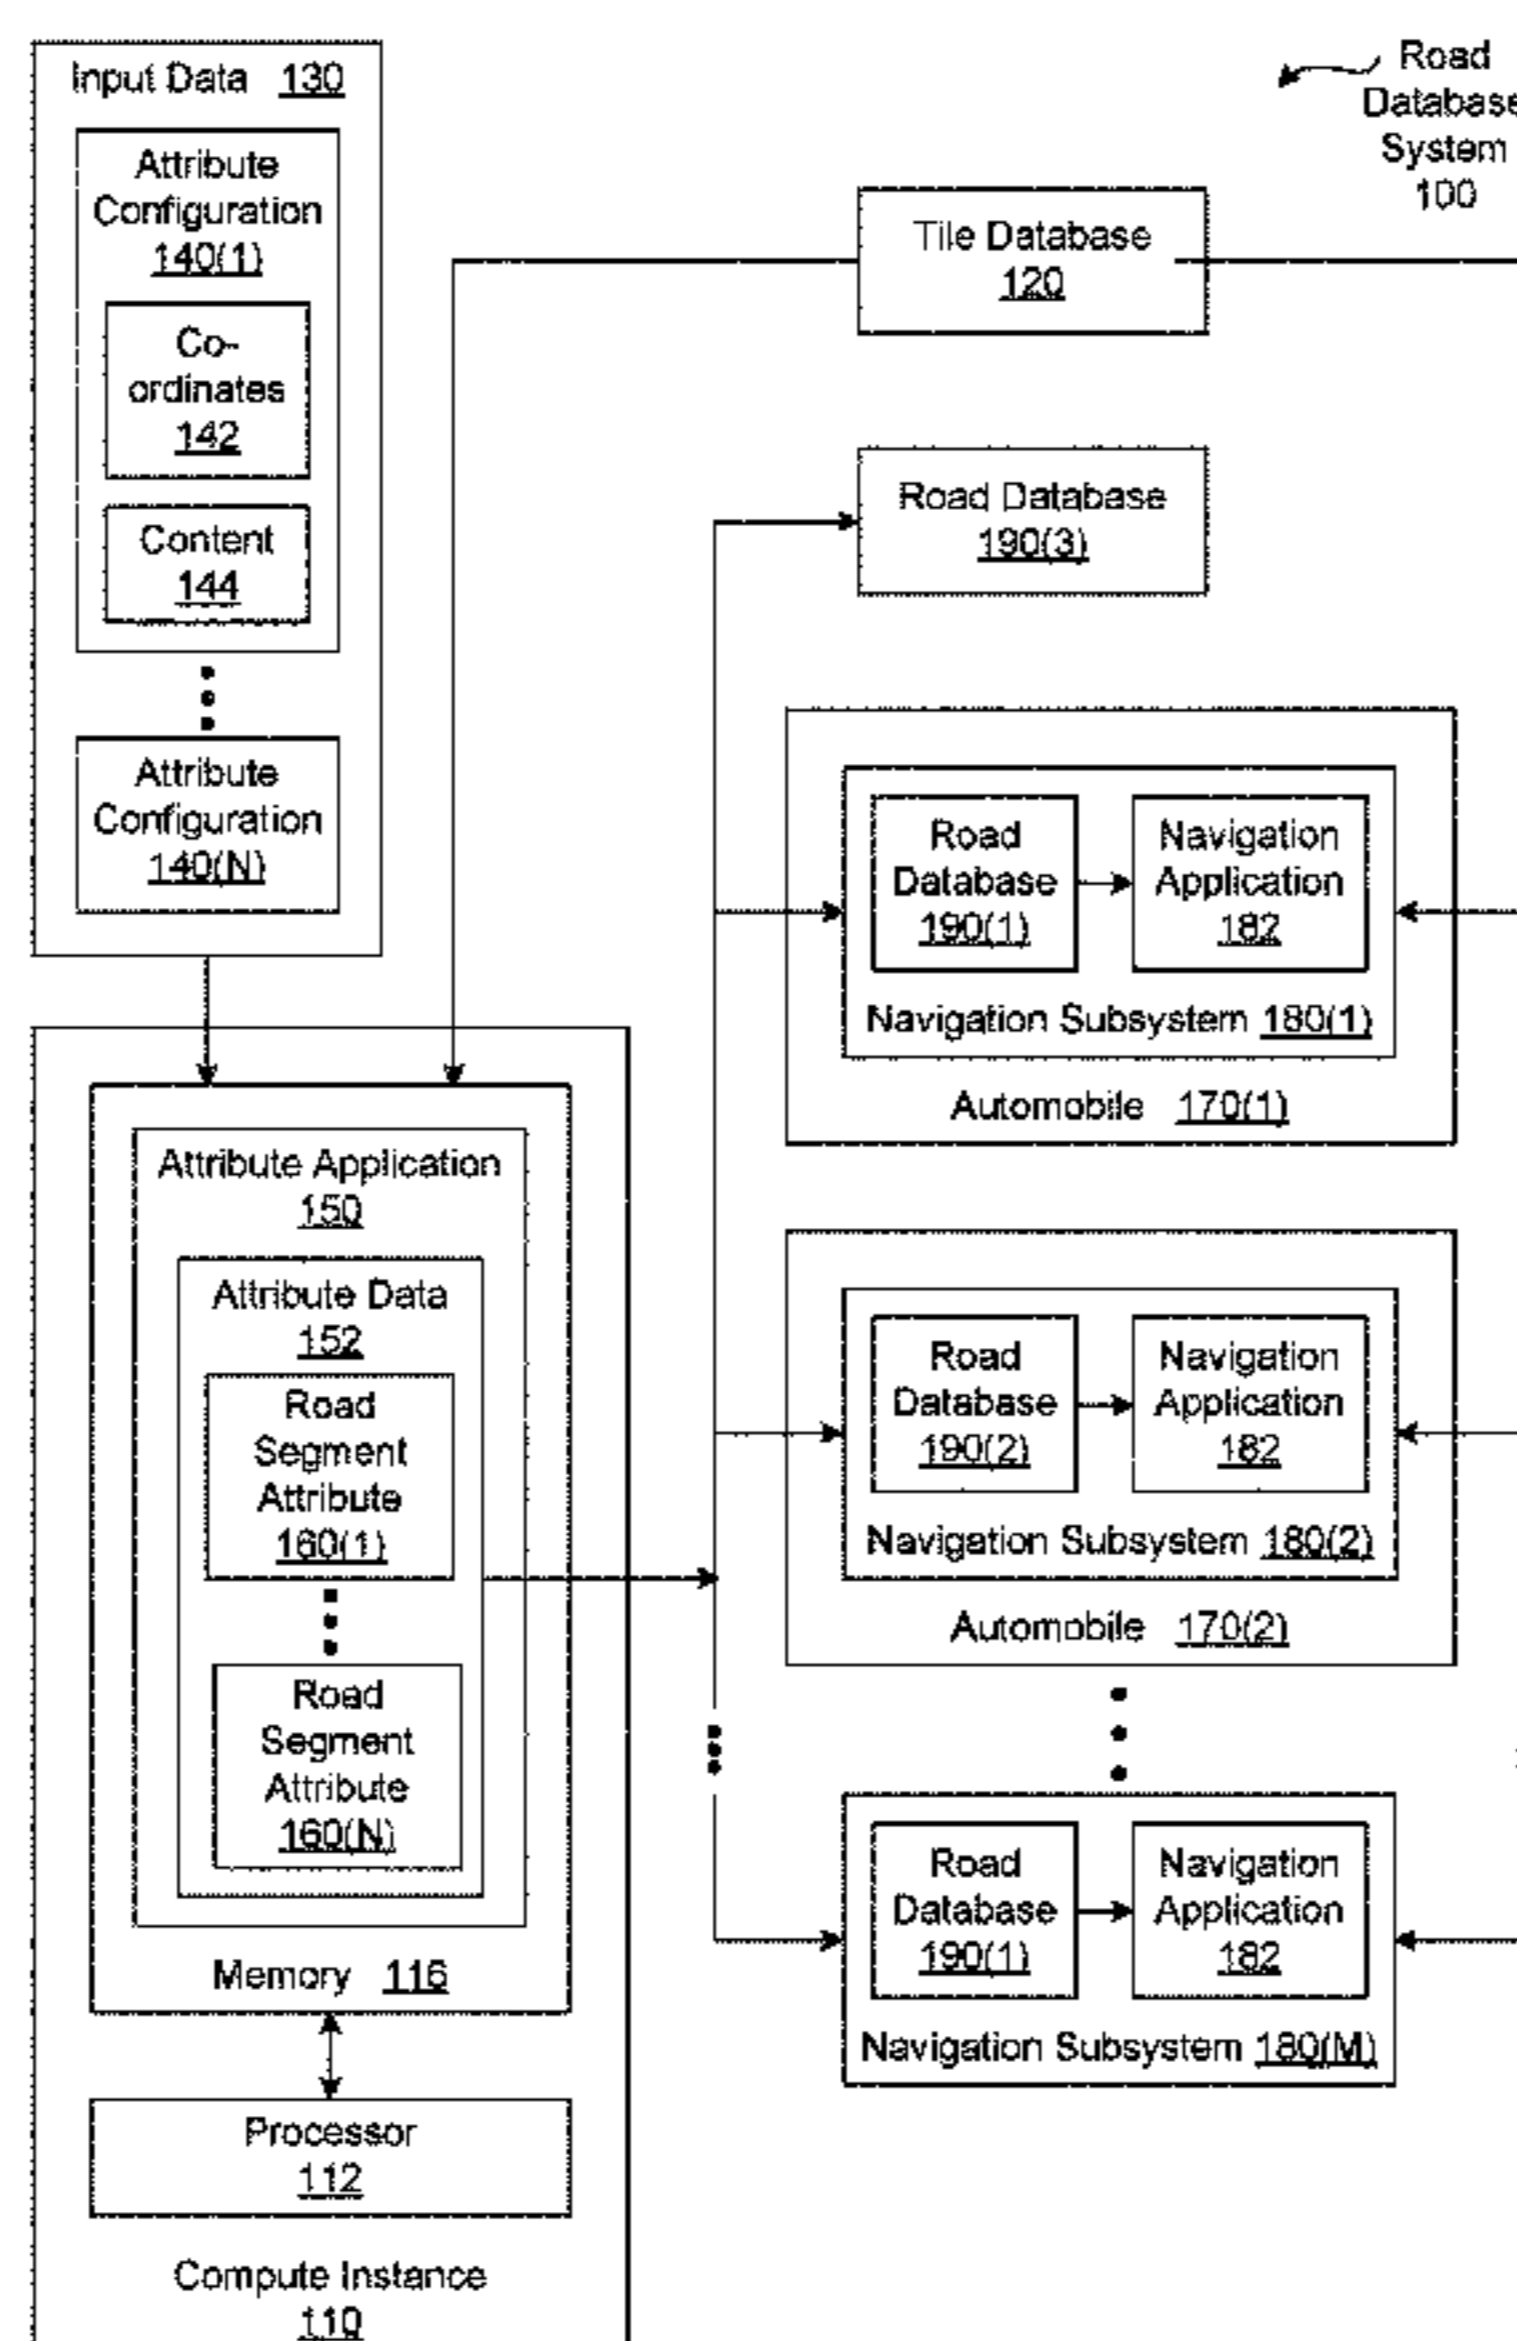 Input Data 130
Attribute
Configuration
140(1)
Co-
ordinates
142
Content
144
Attribute
Configuration
140(N)
Road
Database
System
100
Tile Database
120
Road Database
190(3)
Road
Database
190(1)
Navigation
Application
182
Navigation Subsystem 180(1)
Automobile 170(1)
Road
Database
190(2)
Navigation
Application
182
Navigation Subsystem 180(2)
Automobile 170(2)
Road
Database
190(1)
Navigation
Application
182
Navigation Subsystem 180(M)
Attribute Application
150
Attribute Data
152
Road
Segment
Attribute
160(1)
Road
Segment
Attribute
160(N)
Memory 116
Processor
112
Compute Instance
110